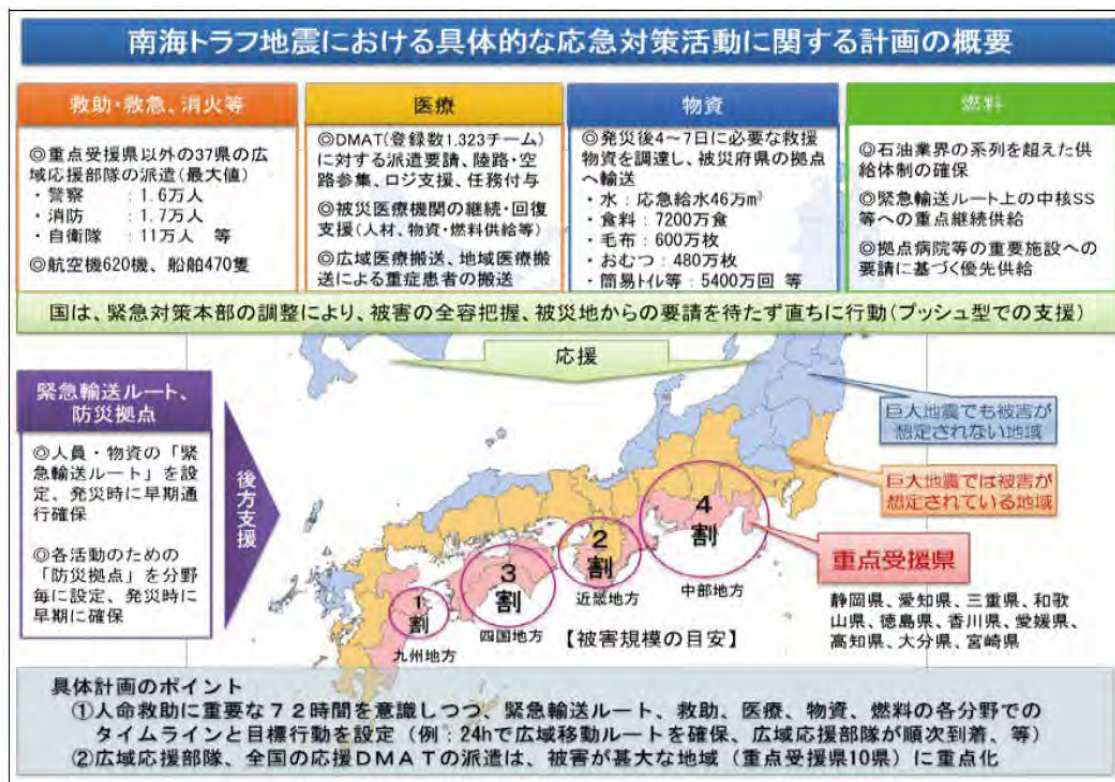 南海トラフ地震における具体的な応急対策活動に関する計画の概要
救助・救急、消火等
◎重点受援県以外の37県の広
域応援部隊の派遣(最大値)
・警察　　：1.6万人
・消防　　：1.7万人
・自衛隊　：11万人　等
◎航空機620機、船舶470隻
医療
◎DMAT(登録数1,323チーム)
に対する派遣要請、陸路・空
路参集、ロジ支援、任務付与
◎被災医療機関の継続・回復
支援(人材、物資・燃料供給等)
◎広域医療搬送、地域医療搬
送による重症患者の搬送
物資
◎発災後4～7日に必要な救援
物資を調達し、被災府県の拠点
へ輸送
・水：応急給水46万m³
・食料：7200万食
・毛布：600万枚
・おむつ：480万枚
・簡易トイレ等：5400万回 等
燃料
◎石油業界の系列を超えた供
給体制の確保
◎緊急輸送ルート上の中核SS
等への重点継続供給
◎拠点病院等の重要施設への
要請に基づく優先供給
国は、緊急対策本部の調整により、被害の全容把握、被災地からの要請を待たず直ちに行動(プッシュ型での支援)
応援
緊急輸送ルート、
防災拠点
◎人員・物資の「緊
急輸送ルート」を設
定、発災時に早期通
行確保
◎各活動のための
「防災拠点」を分野
毎に設定、発災時に
早期に確保
後方支援
巨大地震でも被害が
想定されない地域
巨大地震では被害が
想定されている地域
重点受援県
静岡県、愛知県、三重県、和歌
山県、徳島県、香川県、愛媛県、
高知県、大分県、宮崎県
4
割
中部地方
2
割
近畿地方
3
割
四国地方
1
割
九州地方
【被害規模の目安】
具体計画のポイント
①人命救助に重要な７２時間を意識しつつ、緊急輸送ルート、救助、医療、物資、燃料の各分野での
タイムラインと目標行動を設定（例：24hで広域移動ルートを確保、広域応援部隊が順次到着、等）
②広域応援部隊、全国の応援ＤＭＡＴの派遣は、被害が甚大な地域（重点受援県10県）に重点化